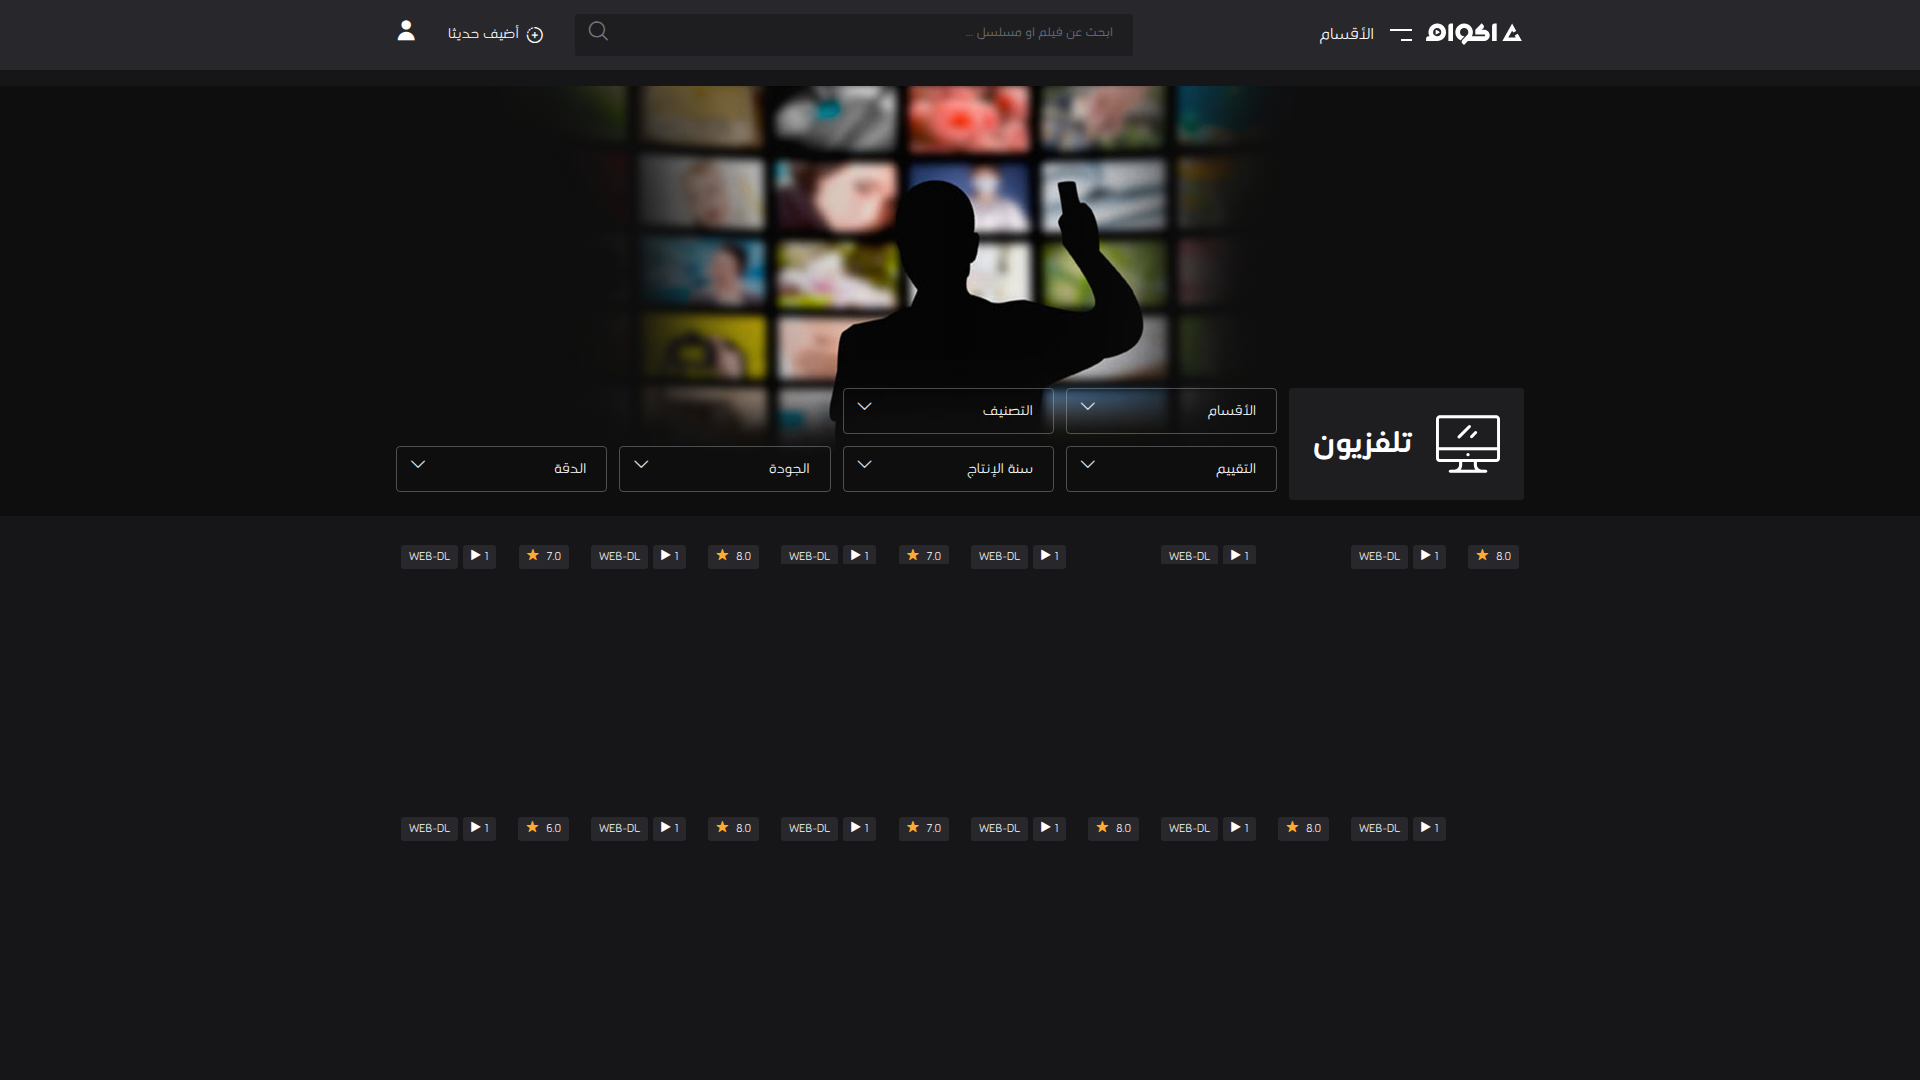 اكوام
الأقسام
ابحث عن فيلم او مسلسل ...
أضيف حديثا
تلفزيون
الأقسام
التصنيف
التقييم
سنة الإنتاج
الجودة
الدقة
8.0 1 WEB-DL
1 WEB-DL
1 WEB-DL
7.0 1 WEB-DL
8.0 1 WEB-DL
7.0 1 WEB-DL
1 WEB-DL
8.0 1 WEB-DL
8.0 1 WEB-DL
7.0 1 WEB-DL
8.0 1 WEB-DL
6.0 1 WEB-DL